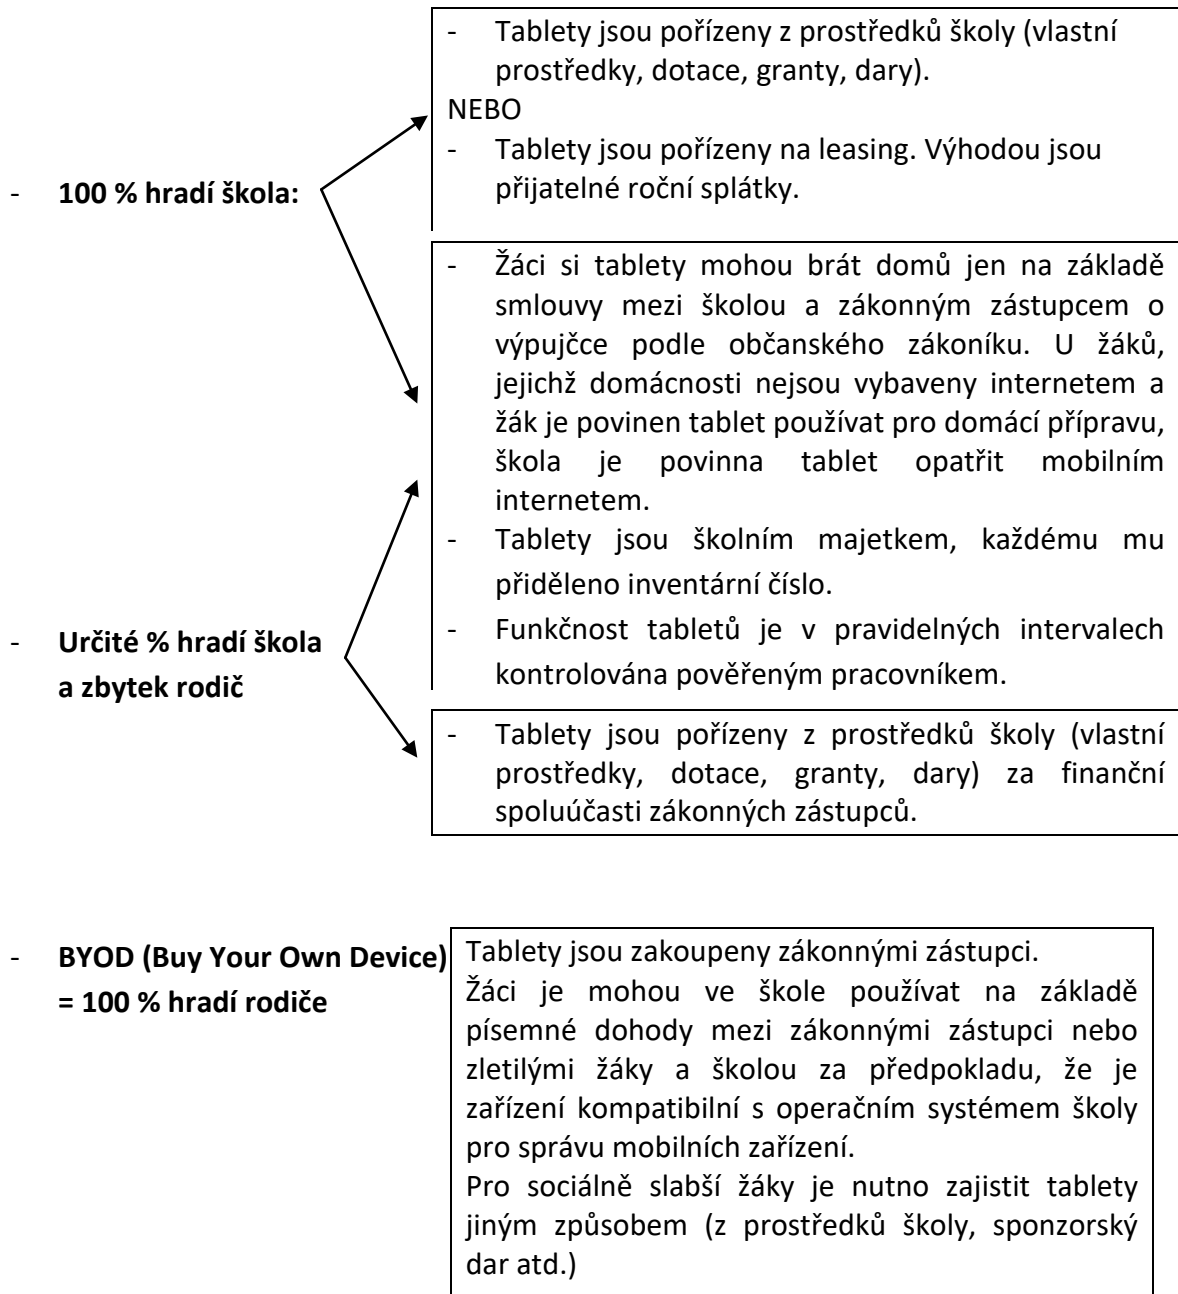 - Tablety jsou pořízeny z prostředků školy (vlastní
prostředky, dotace, granty, dary).
NEBO
- Tablety jsou pořízeny na leasing. Výhodou jsou
přijatelné roční splátky.
- 100 % hradí škola:
- Žáci si tablety mohou brát domů jen na základě
smlouvy mezi školou a zákonným zástupcem o
výpujčce podle občanského zákoníku. U žáků,
jejichž domácnosti nejsou vybaveny internetem a
žák je povinen tablet používat pro domácí přípravu,
škola je povinna tablet opatřit mobilním
internetem.
- Tablety jsou školním majetkem, každému mu
přiděleno inventární číslo.
- Funkčnost tabletů je v pravidelných intervalech
kontrolována pověřeným pracovníkem.
- Určité % hradí škola
a zbytek rodič
- Tablety jsou pořízeny z prostředků školy (vlastní
prostředky, dotace, granty, dary) za finanční
spoluúčasti zákonných zástupců.
- BYOD (Buy Your Own Device)
= 100 % hradí rodiče
Tablety jsou zakoupeny zákonnými zástupci.
Žáci je mohou ve škole používat na základě
písemné dohody mezi zákonnými zástupci nebo
zletilými žáky a školou za předpokladu, že je
zařízení kompatibilní s operačním systémem školy
pro správu mobilních zařízení.
Pro sociálně slabší žáky je nutno zajistit tablety
jiným způsobem (z prostředků školy, sponzorský
dar atd.)